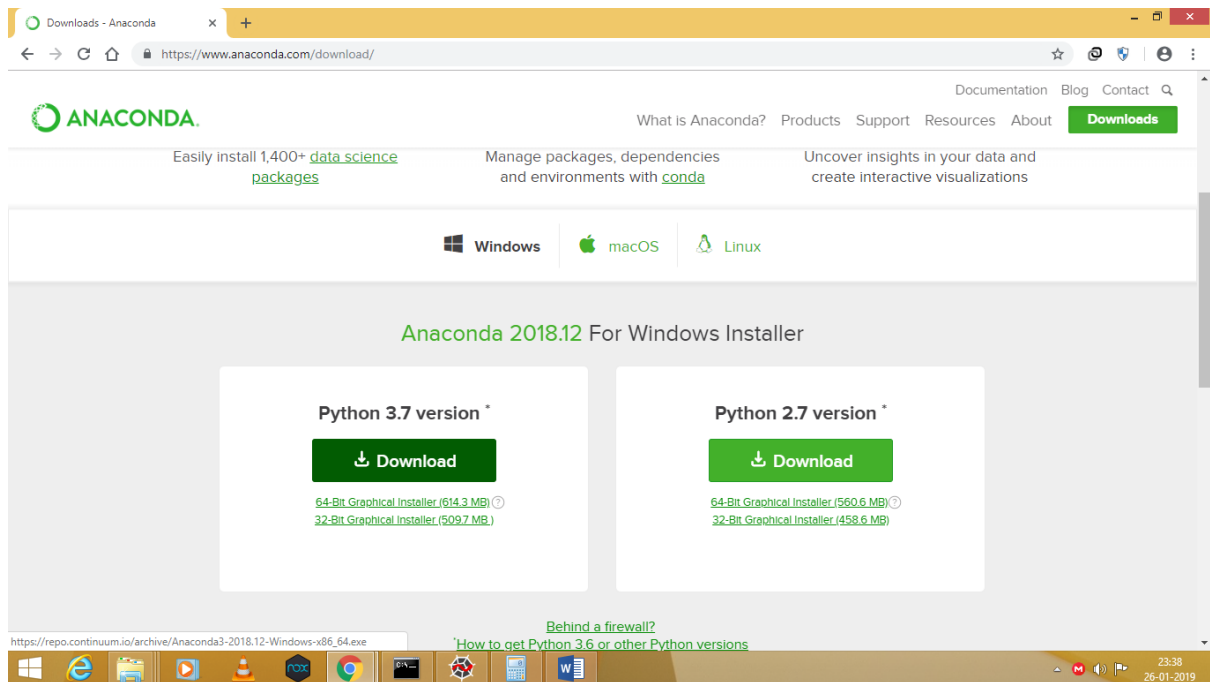 Downloads - Anaconda
https://www.anaconda.com/download/
Documentation Blog Contact
ANACONDA.
What is Anaconda? Products Support Resources About Downloads
Easily install 1,400+ data science
packages
Manage packages, dependencies
and environments with conda
Uncover insights in your data and
create interactive visualizations
Windows macOS Linux
Anaconda 2018.12 For Windows Installer
Python 3.7 version *
Download
64-Bit Graphical Installer (614.3 MB) ?
32-Bit Graphical Installer (509.7 MB )
Python 2.7 version *
Download
64-Bit Graphical Installer (560.6 MB) ?
32-Bit Graphical Installer (458.6 MB)
Behind a firewall?
*How to get Python 3.6 or other Python versions
https://repo.continuum.io/archive/Anaconda3-2018.12-Windows-x86_64.exe
nox
C:\_
W
M
23:38
26-01-2019